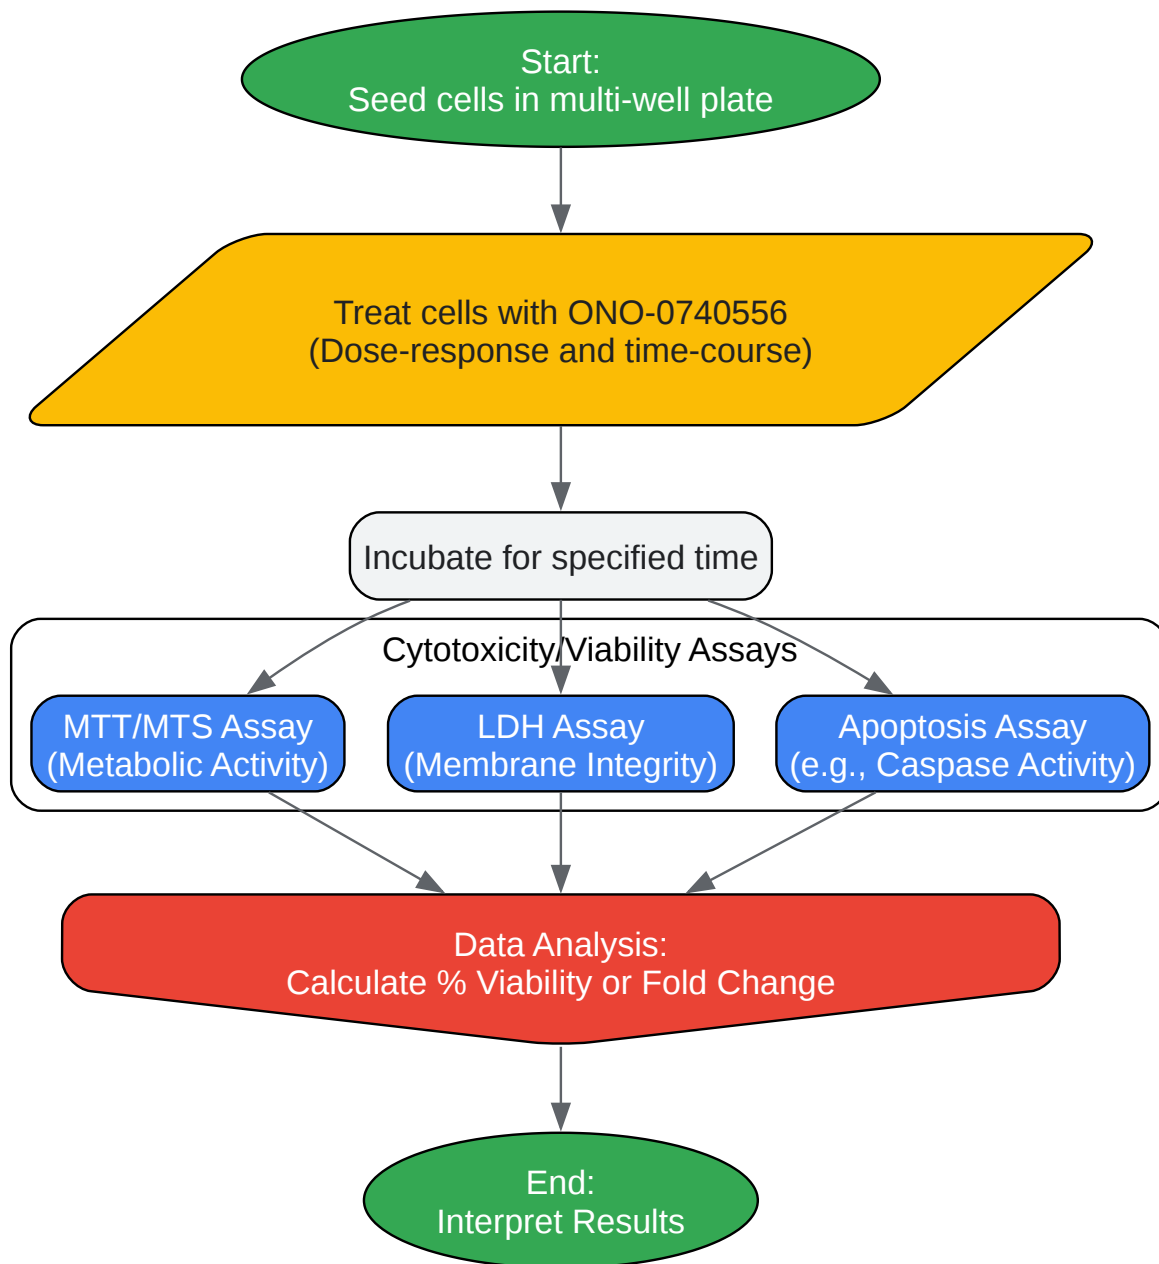 Start:
Seed cells in multi-well plate
Treat cells with ONO-0740556
(Dose-response and time-course)
Incubate for specified time
Cytotoxicity/Viability Assays
MTT/MTS Assay
(Metabolic Activity)
LDH Assay
(Membrane Integrity)
Apoptosis Assay
(e.g., Caspase Activity)
Data Analysis:
Calculate % Viability or Fold Change
End:
Interpret Results